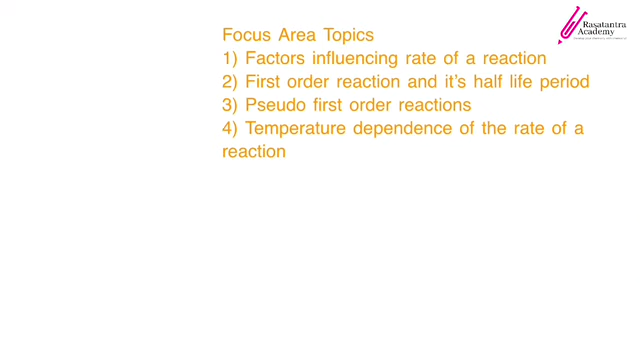 Focus Area Topics
1) Factors influencing rate of a reaction
2) First order reaction and it's half life period
3) Pseudo first order reactions
4) Temperature dependence of the rate of a
reaction
Rasatantra
Academy